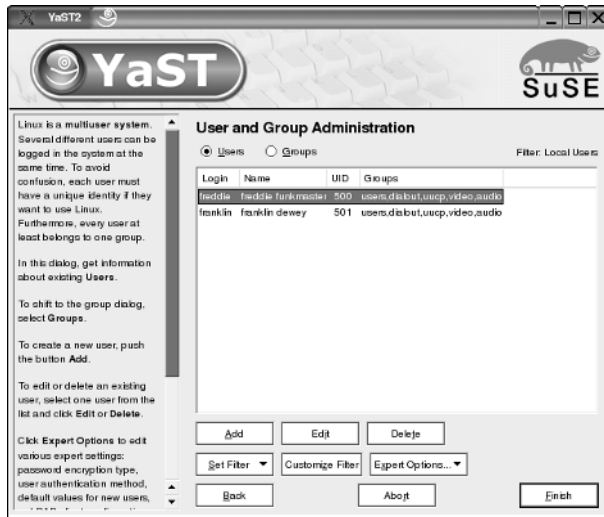 YaST2
YaST
SuSE
Linux is a multiuser system.
Several different users can be
logged in the system at the
same time. To avoid
confusion, each user must
have a unique identity if they
want to use Linux.
Furthermore, every user at
least belongs to one group.
In this dialog, get information
about existing Users.
To shift to the group dialog,
select Groups.
To create a new user, push
the button Add.
To edit or delete an existing
user, select one user from the
list and click Edit or Delete.
Click Expert Options to edit
various expert settings:
password encryption type,
user authentication method,
default values for new users,
User and Group Administration
Users Groups Filter: Local Users
Login Name UID Groups
freddie freddie funkmaster 500 users,dialout,uucp,video,audio
franklin franklin dewey 501 users,dialout,uucp,video,audio
Add Edit Delete
Set Filter Customize Filter Expert Options...
Back Abort Finish